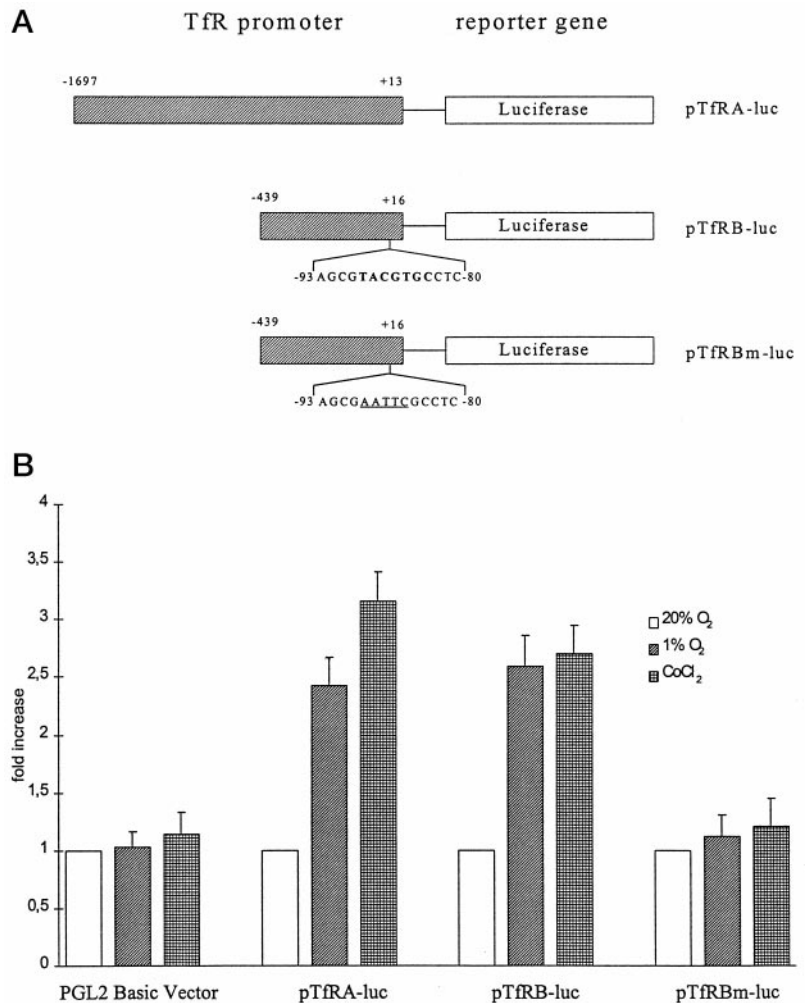 A
TfR promoter reporter gene
-1697 +13
Luciferase pTfRA-luc
-439 +16
Luciferase pTfRB-luc
-93 AGCGTACGTGCCTC -80
-439 +16
Luciferase pTfRBm-luc
-93 AGCGAATTCGCCTC -80
B
4
3,5
3
2,5
2
1,5
1
0,5
0
fold increase
20% O2
1% O2
CoCl2
PGL2 Basic Vector pTfRA-luc pTfRB-luc pTfRBm-luc